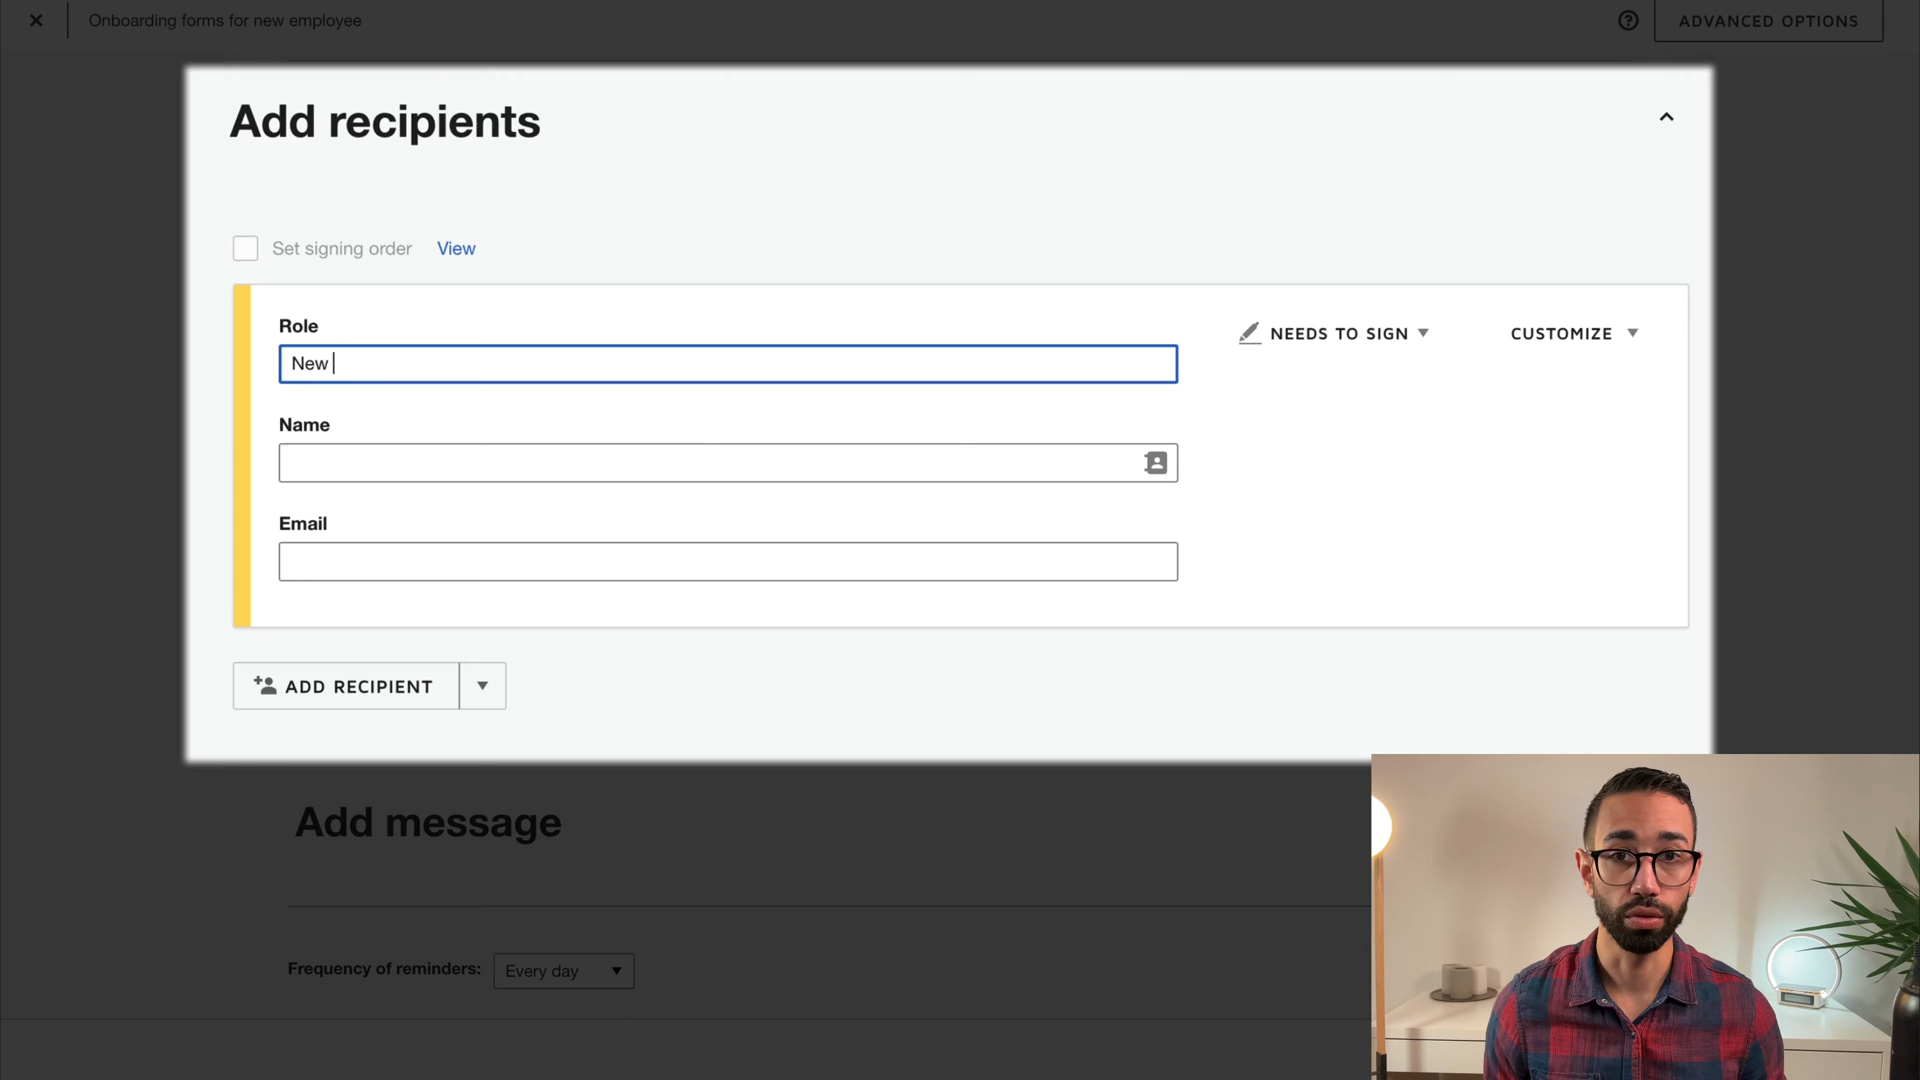 Onboarding forms for new employee
ADVANCED OPTIONS
Add recipients
Set signing order View
Role
NEEDS TO SIGN
CUSTOMIZE
New
Name
Email
ADD RECIPIENT
Add message
Frequency of reminders: Every day